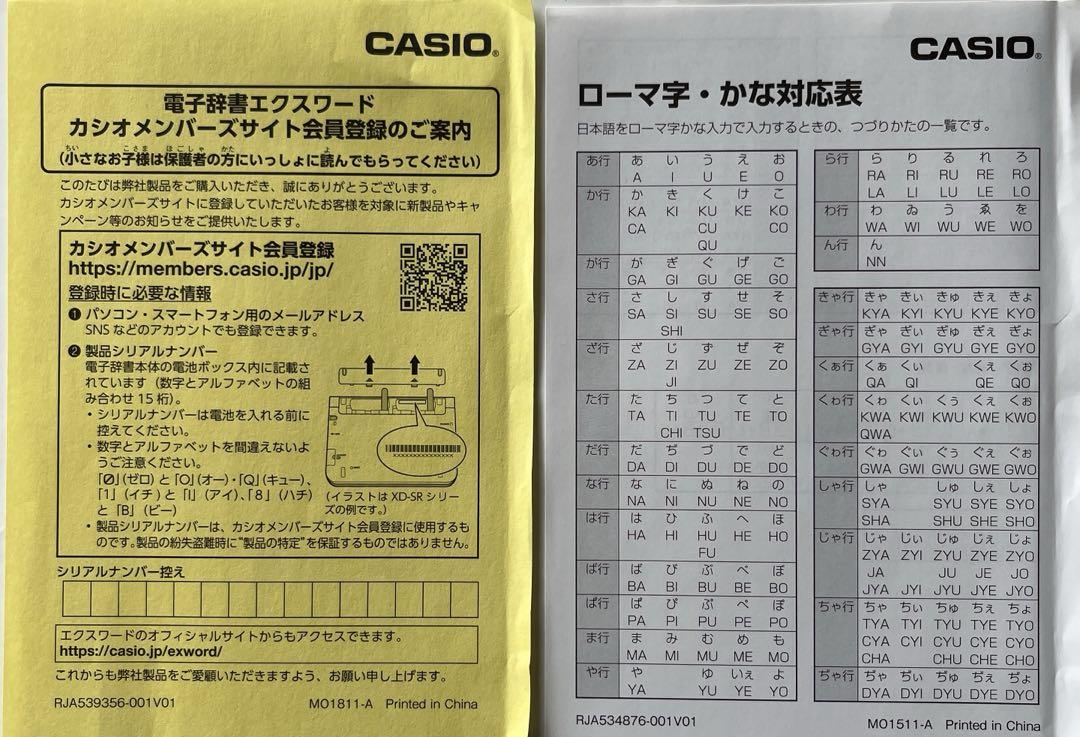 CASIO®
電子辞書エクスワード
カシオメンバーズサイト会員登録のご案内
ちい こさま ほごしゃ かた よ
(小さなお子様は保護者の方にいっしょに読んでもらってください)
このたびは弊社製品をご購入いただき、誠にありがとうございます。
カシオメンバーズサイトに登録していただいたお客様を対象に新製品やキャ
ンペーン等のお知らせをご提供いたします。
カシオメンバーズサイト会員登録
https://members.casio.jp/jp/
登録時に必要な情報
❶ パソコン・スマートフォン用のメールアドレス
SNSなどのアカウントでも登録できます。
❷ 製品シリアルナンバー
電子辞書本体の電池ボックス内に記載さ
れています(数字とアルファベットの組
み合わせ15桁)。
・シリアルナンバーは電池を入れる前に
控えてください。
・数字とアルファベットを間違えないよ
うご注意ください。
「0」(ゼロ)と「O」(オー)・「Q」(キュー)、
「1」(イチ)と「I」(アイ)、「8」(ハチ)
と「B」(ビー)
(イラストは XD-SR シリー
ズの例です。)
・製品シリアルナンバーは、カシオメンバーズサイト会員登録に使用するも
のです。製品の紛失盗難時に"製品の特定"を保証するものではありません。
シリアルナンバー控え
エクスワードのオフィシャルサイトからもアクセスできます。
https://casio.jp/exword/
これからも弊社製品をご愛顧いただきますよう、お願い申し上げます。
RJA539356-001V01 MO1811-A Printed in China
CASIO®
ローマ字・かな対応表
日本語をローマ字かな入力で入力するときの、つづりかたの一覧です。
あ行 あ い う え お
A I U E O
か行 か き く け こ
KA KI KU KE KO
CA CU CO
QU
が行 が ぎ ぐ げ ご
GA GI GU GE GO
さ行 さ し す せ そ
SA SI SU SE SO
SHI
ざ行 ざ じ ず ぜ ぞ
ZA ZI ZU ZE ZO
JI
た行 た ち つ て と
TA TI TU TE TO
CHI TSU
だ行 だ ぢ づ で ど
DA DI DU DE DO
な行 な に ぬ ね の
NA NI NU NE NO
は行 は ひ ふ へ ほ
HA HI HU HE HO
FU
ば行 ば び ぶ べ ぼ
BA BI BU BE BO
ぱ行 ぱ ぴ ぷ ぺ ぽ
PA PI PU PE PO
ま行 ま み む め も
MA MI MU ME MO
や行 や ゆ いぇ よ
YA YU YE YO
ら行 ら り る れ ろ
RA RI RU RE RO
LA LI LU LE LO
わ行 わ ゐ う ゑ を
WA WI WU WE WO
ん行 ん
NN
きゃ行 きゃ きぃ きゅ きぇ きょ
KYA KYI KYU KYE KYO
ぎゃ行 ぎゃ ぎぃ ぎゅ ぎぇ ぎょ
GYA GYI GYU GYE GYO
くぁ行 くぁ くぃ くぇ くぉ
QA QI QE QO
くゎ行 くゎ くぃ くぅ くぇ くぉ
KWA KWI KWU KWE KWO
QWA
ぐゎ行 ぐゎ ぐぃ ぐぅ ぐぇ ぐぉ
GWA GWI GWU GWE GWO
しゃ行 しゃ しゅ しぇ しょ
SYA SYU SYE SYO
SHA SHU SHE SHO
じゃ行 じゃ じぃ じゅ じぇ じょ
ZYA ZYI ZYU ZYE ZYO
JA JU JE JO
JYA JYI JYU JYE JYO
ちゃ行 ちゃ ちぃ ちゅ ちぇ ちょ
TYA TYI TYU TYE TYO
CYA CYI CYU CYE CYO
CHA CHU CHE CHO
ぢゃ行 ぢゃ ぢぃ ぢゅ ぢぇ ぢょ
DYA DYI DYU DYE DYO
RJA534876-001V01 MO1511-A Printed in China